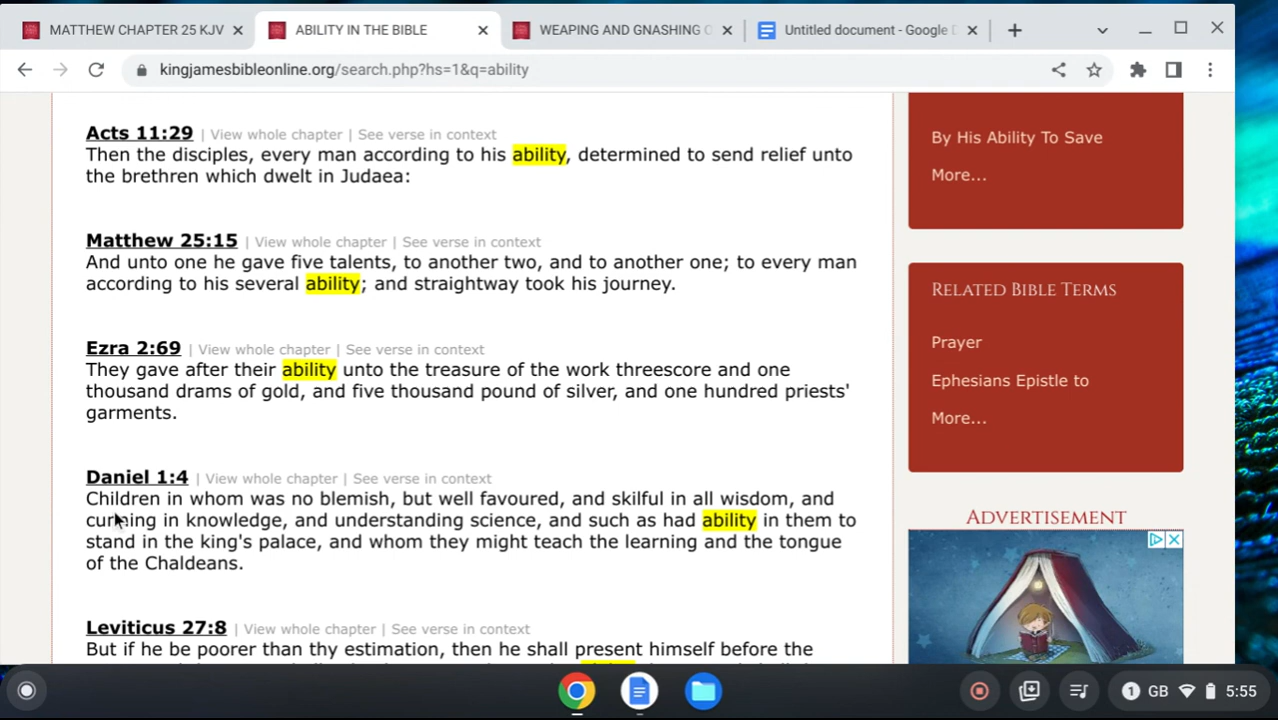 MATTHEW CHAPTER 25 KJV
ABILITY IN THE BIBLE
WEAPING AND GNASHING
Untitled document - Google
kingjamesbibleonline.org/search.php?hs=1&q=ability
Acts 11:29 | View whole chapter | See verse in context
Then the disciples, every man according to his ability, determined to send relief unto
the brethren which dwelt in Judaea:
Matthew 25:15 | View whole chapter | See verse in context
And unto one he gave five talents, to another two, and to another one; to every man
according to his several ability; and straightway took his journey.
Ezra 2:69 | View whole chapter | See verse in context
They gave after their ability unto the treasure of the work threescore and one
thousand drams of gold, and five thousand pound of silver, and one hundred priests'
garments.
Daniel 1:4 | View whole chapter | See verse in context
Children in whom was no blemish, but well favoured, and skilful in all wisdom, and
cunning in knowledge, and understanding science, and such as had ability in them to
stand in the king's palace, and whom they might teach the learning and the tongue
of the Chaldeans.
Leviticus 27:8 | View whole chapter | See verse in context
But if he be poorer than thy estimation, then he shall present himself before the
By His Ability To Save
More...
Related Bible Terms
Prayer
Ephesians Epistle to
More...
Advertisement
1 GB 5:55